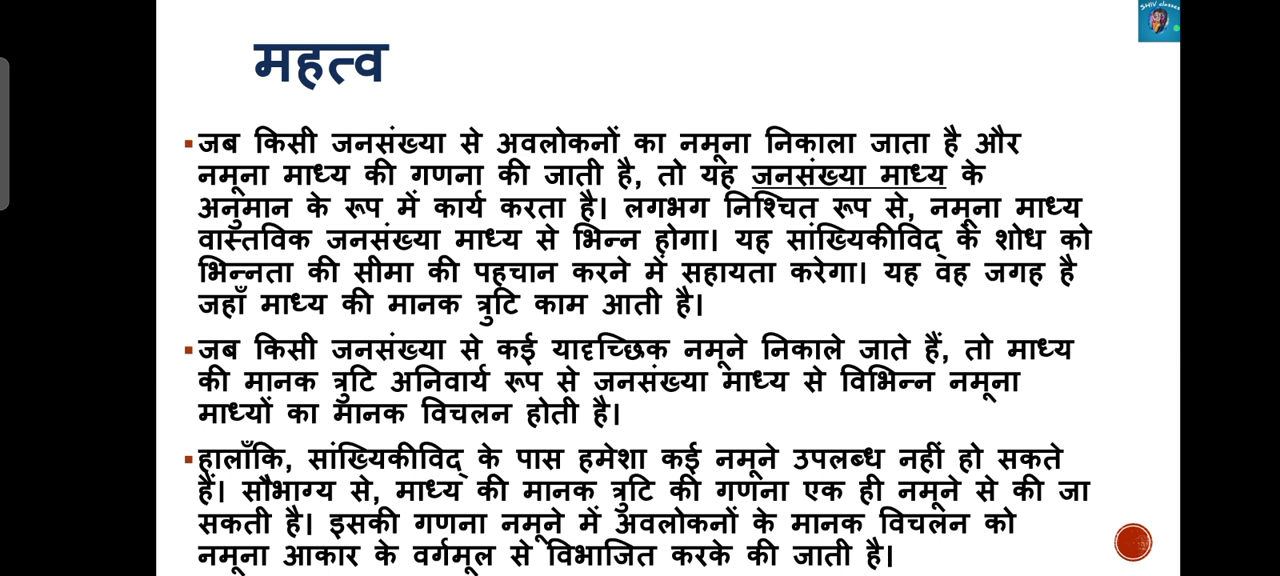 SHIV classes
महत्व
जब किसी जनसंख्या से अवलोकनों का नमूना निकाला जाता है और
नमूना माध्य की गणना की जाती है, तो यह जनसंख्या माध्य के
अनुमान के रूप में कार्य करता है। लगभग निश्चित रूप से, नमूना माध्य
वास्तविक जनसंख्या माध्य से भिन्न होगा। यह सांख्यिकीविद् के शोध को
भिन्नता की सीमा की पहचान करने में सहायता करेगा। यह वह जगह है
जहाँ माध्य की मानक त्रुटि काम आती है।
जब किसी जनसंख्या से कई यादृच्छिक नमूने निकाले जाते हैं, तो माध्य
की मानक त्रुटि अनिवार्य रूप से जनसंख्या माध्य से विभिन्न नमूना
माध्यों का मानक विचलन होती है।
हालाँकि, सांख्यिकीविद् के पास हमेशा कई नमूने उपलब्ध नहीं हो सकते
हैं। सौभाग्य से, माध्य की मानक त्रुटि की गणना एक ही नमूने से की जा
सकती है। इसकी गणना नमूने में अवलोकनों के मानक विचलन को
नमूना आकार के वर्गमूल से विभाजित करके की जाती है।